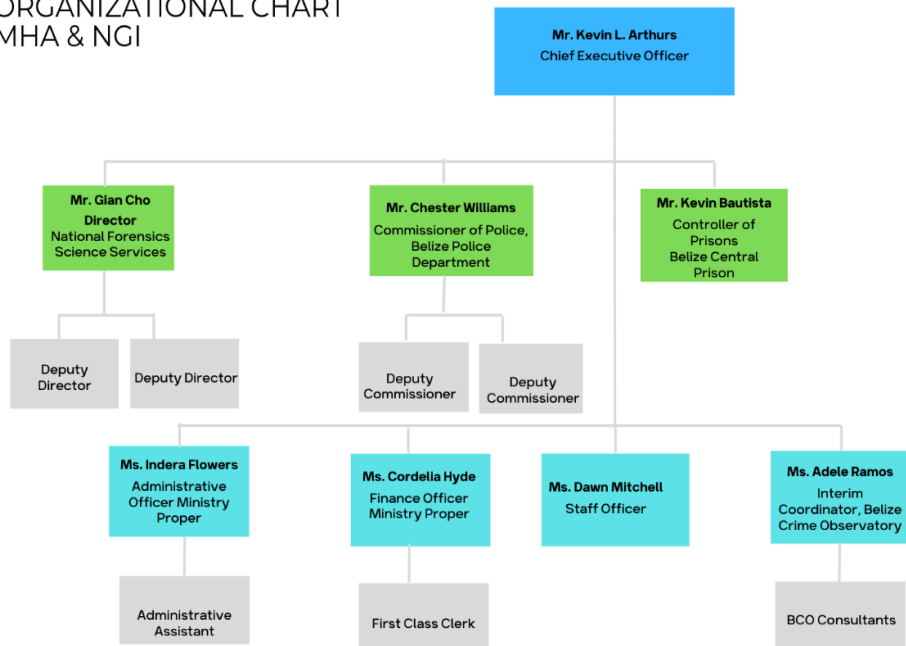 ORGANIZATIONAL CHART
MHA & NGI
Mr. Kevin L. Arthurs
Chief Executive Officer
Mr. Gian Cho
Director
National Forensics
Science Services
Mr. Chester Williams
Commissioner of Police,
Belize Police
Department
Mr. Kevin Bautista
Controller of
Prisons
Belize Central
Prison
Deputy
Director
Deputy Director
Deputy
Commissioner
Deputy
Commissioner
Ms. Indera Flowers
Administrative
Officer Ministry
Proper
Ms. Cordelia Hyde
Finance Officer
Ministry Proper
Ms. Dawn Mitchell
Staff Officer
Ms. Adele Ramos
Interim
Coordinator, Belize
Crime Observatory
Administrative
Assistant
First Class Clerk
BCO Consultants